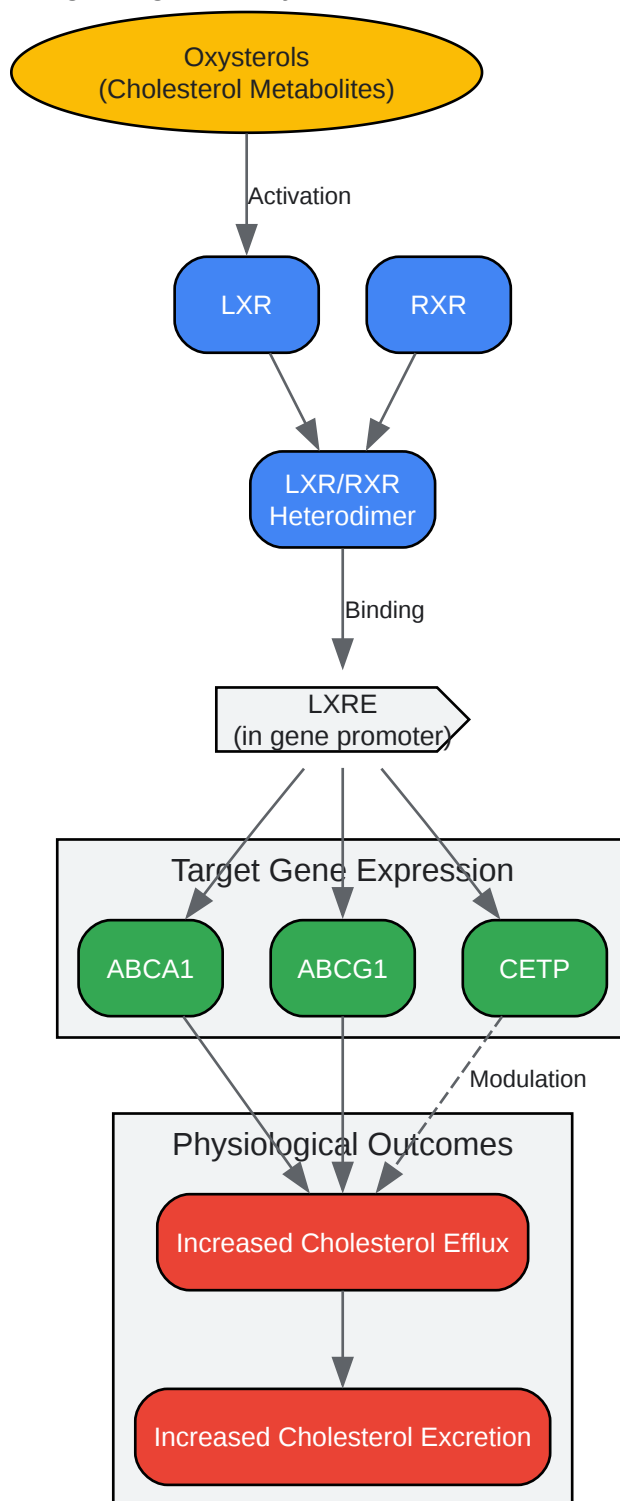 Oxysterols
(Cholesterol Metabolites)
Activation
LXR
RXR
LXR/RXR
Heterodimer
Binding
LXRE
(in gene promoter)
Target Gene Expression
ABCA1
ABCG1
CETP
Modulation
Physiological Outcomes
Increased Cholesterol Efflux
Increased Cholesterol Excretion